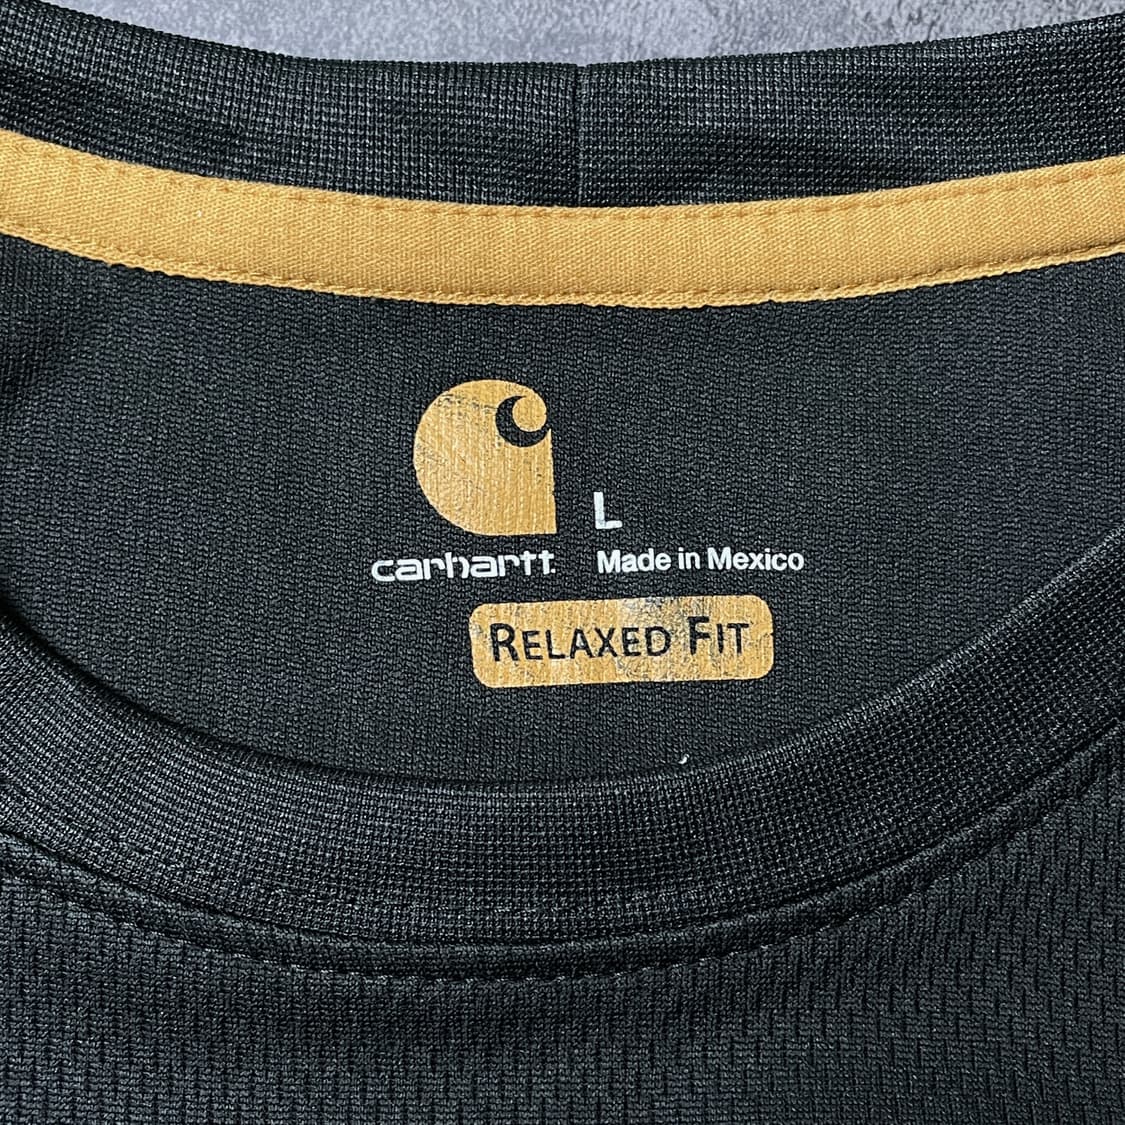 L
carhartt. Made in Mexico
RELAXED FIT